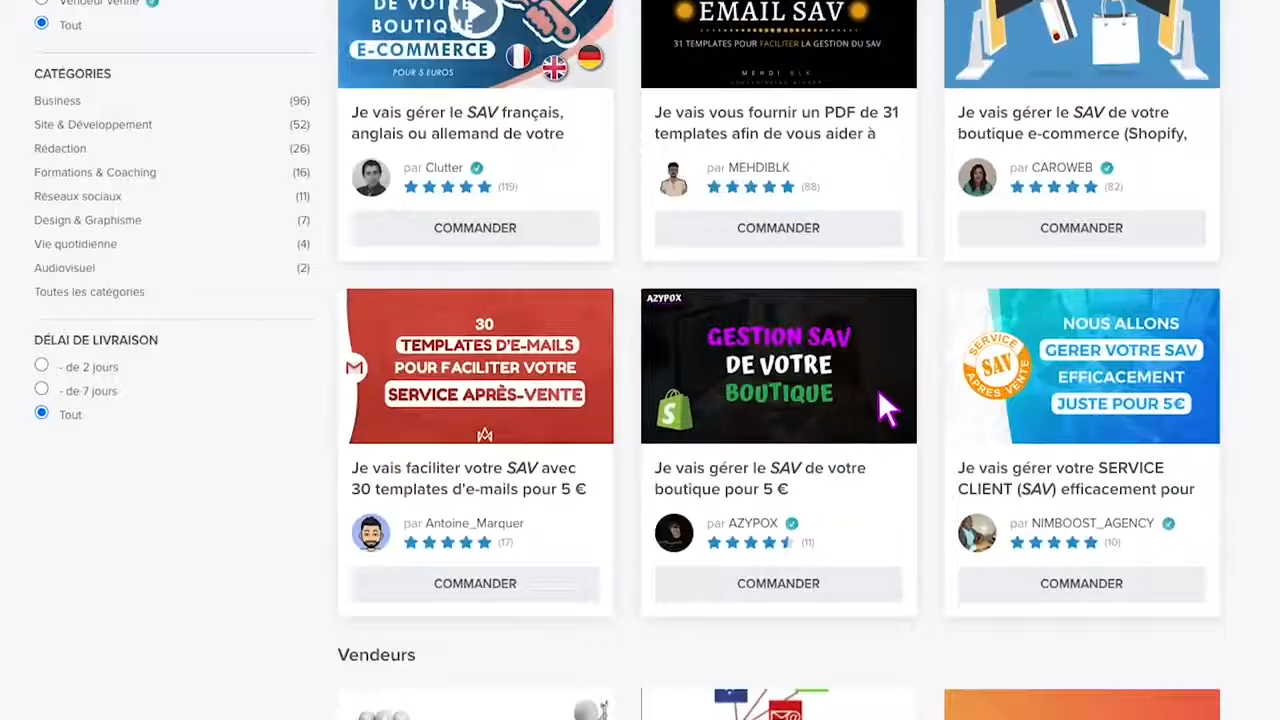 Vendeur vérifié
Tout
CATÉGORIES
Business (96)
Site & Développement (52)
Rédaction (26)
Formations & Coaching (16)
Réseaux sociaux (11)
Design & Graphisme (7)
Vie quotidienne (4)
Audiovisuel (2)
Toutes les catégories
DÉLAI DE LIVRAISON
- de 2 jours
- de 7 jours
Tout
DE VOTRE
BOUTIQUE
E-COMMERCE
POUR 5 EUROS
Je vais gérer le SAV français,
anglais ou allemand de votre
par Clutter
(119)
COMMANDER
EMAIL SAV
31 TEMPLATES POUR FACILITER LA GESTION DU SAV
MEHDI BLK
Je vais vous fournir un PDF de 31
templates afin de vous aider à
par MEHDIBLK
(88)
COMMANDER
Je vais gérer le SAV de votre
boutique e-commerce (Shopify,
par CAROWEB
(82)
COMMANDER
30
TEMPLATES D'E-MAILS
POUR FACILITER VOTRE
SERVICE APRÈS-VENTE
Je vais faciliter votre SAV avec
30 templates d'e-mails pour 5 €
par Antoine_Marquer
(17)
COMMANDER
AZYPOX
GESTION SAV
DE VOTRE
BOUTIQUE
S
Je vais gérer le SAV de votre
boutique pour 5 €
par AZYPOX
(11)
COMMANDER
SERVICE
SAV
APRES-VENTE
NOUS ALLONS
GERER VOTRE SAV
EFFICACEMENT
JUSTE POUR 5€
Je vais gérer votre SERVICE
CLIENT (SAV) efficacement pour
par NIMBOOST_AGENCY
(10)
COMMANDER
Vendeurs